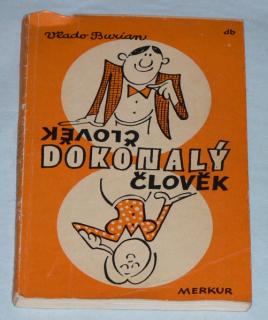 Vlado Burian
db
ČLOVĚK
DOKONALÝ
ČLOVĚK
MERKUR